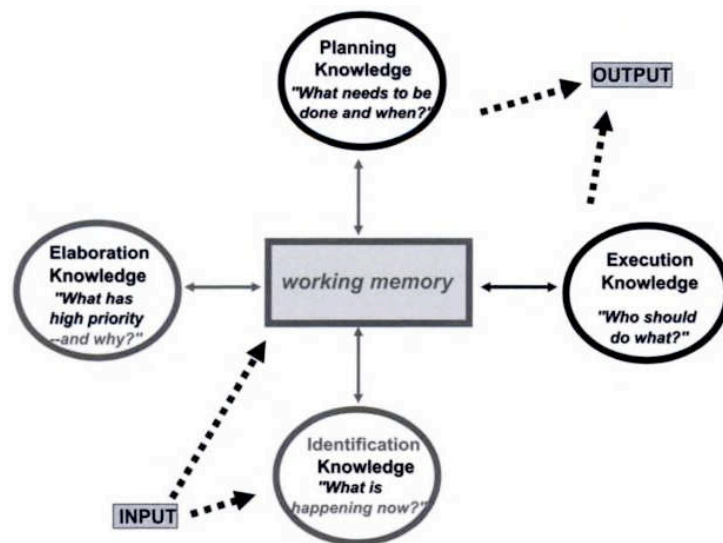 Planning
Knowledge
"What needs to be
done and when?"
OUTPUT
Elaboration
Knowledge
"What has
high priority
--and why?"
working memory
Execution
Knowledge
"Who should
do what?"
Identification
Knowledge
"What is
happening now?"
INPUT